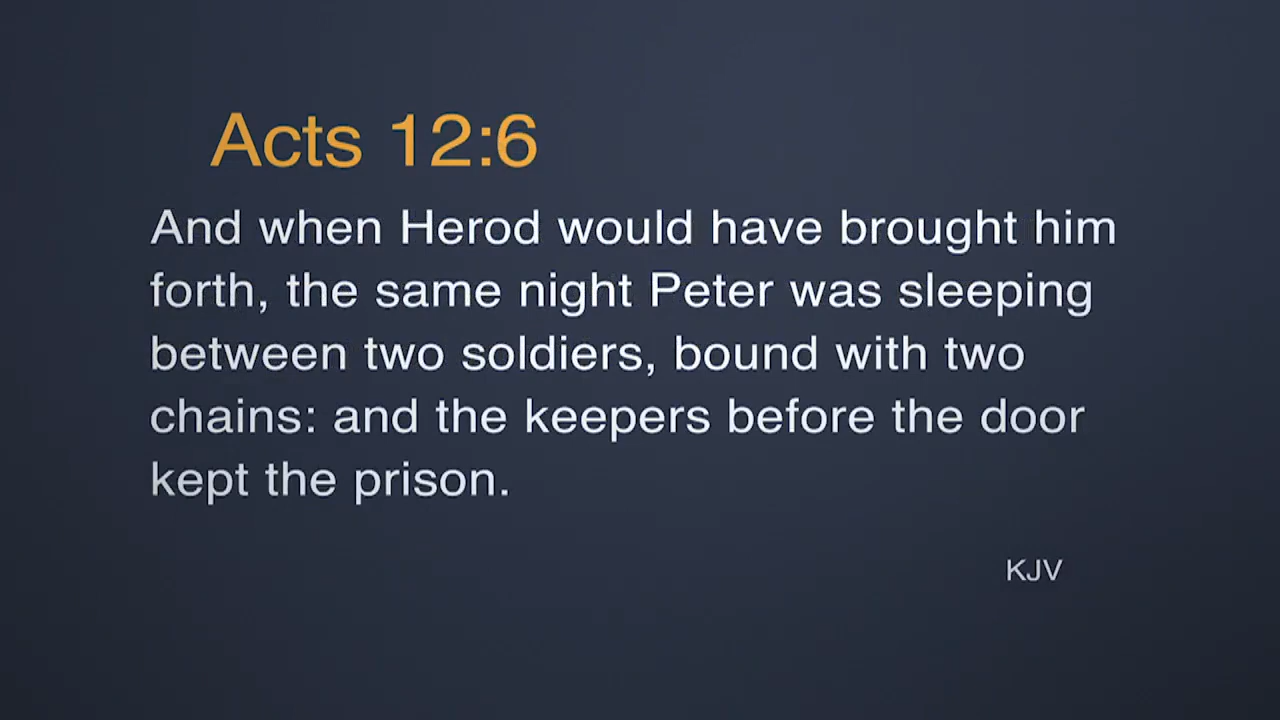 Acts 12:6
And when Herod would have brought him
forth, the same night Peter was sleeping
between two soldiers, bound with two
chains: and the keepers before the door
kept the prison.
KJV